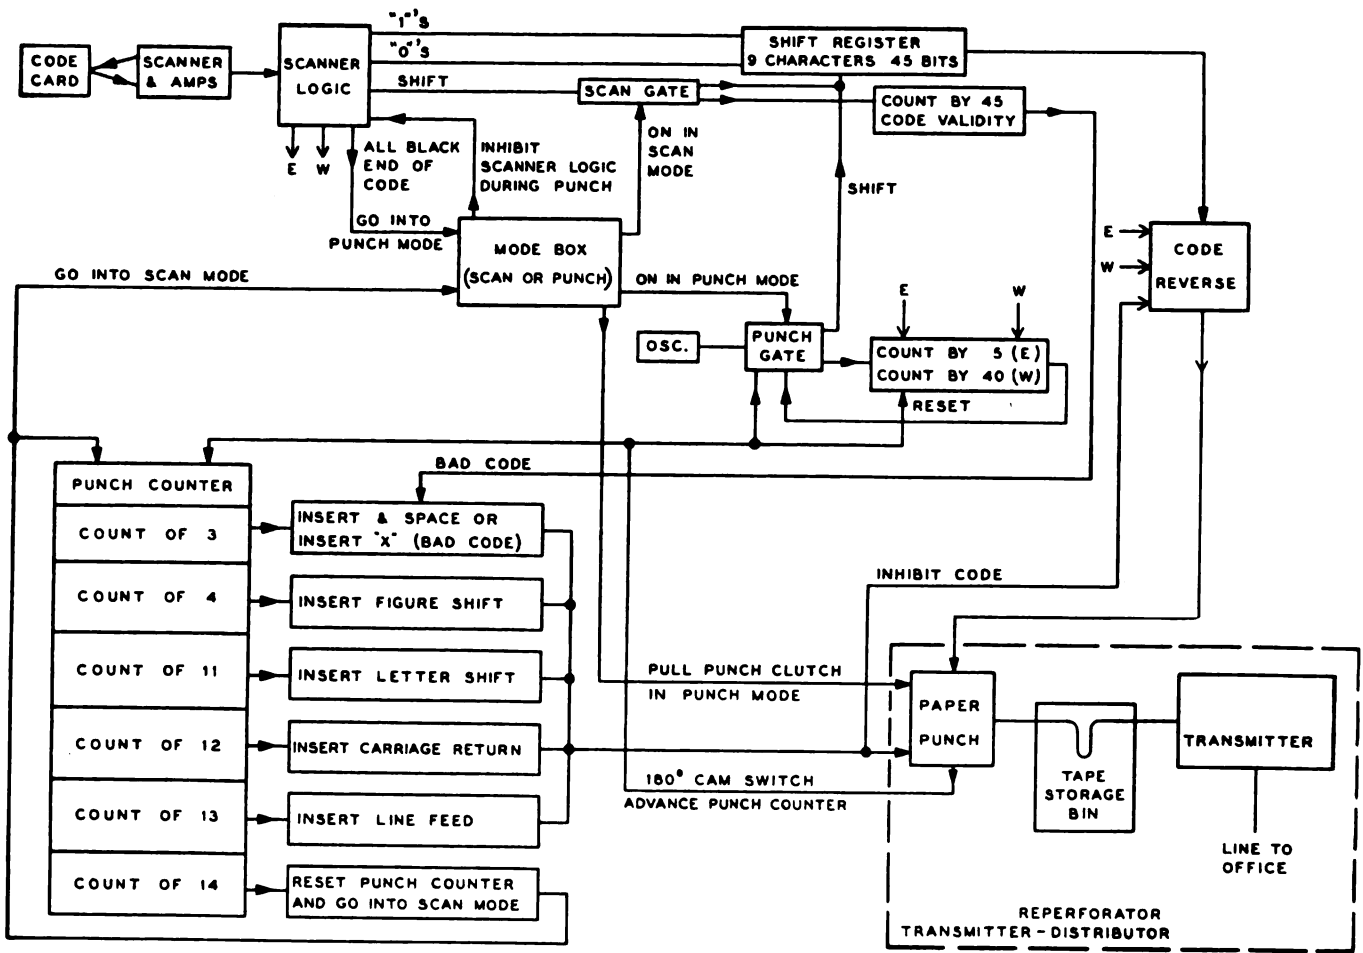 CODE
CARD
SCANNER
& AMPS
SCANNER
LOGIC
"1"'S
"0"'S
SHIFT
SHIFT REGISTER
9 CHARACTERS 45 BITS
SCAN GATE
COUNT BY 45
CODE VALIDITY
E
W
ALL BLACK
END OF
CODE
INHIBIT
SCANNER LOGIC
DURING PUNCH
ON IN
SCAN
MODE
SHIFT
GO INTO
PUNCH MODE
MODE BOX
(SCAN OR PUNCH)
E
W
CODE
REVERSE
GO INTO SCAN MODE
ON IN PUNCH MODE
E
W
OSC.
PUNCH
GATE
COUNT BY 5 (E)
COUNT BY 40 (W)
RESET
BAD CODE
PUNCH COUNTER
COUNT OF 3
INSERT & SPACE OR
INSERT "X" (BAD CODE)
INHIBIT CODE
COUNT OF 4
INSERT FIGURE SHIFT
COUNT OF 11
INSERT LETTER SHIFT
PULL PUNCH CLUTCH
IN PUNCH MODE
PAPER
PUNCH
TRANSMITTER
COUNT OF 12
INSERT CARRIAGE RETURN
180° CAM SWITCH
ADVANCE PUNCH COUNTER
TAPE
STORAGE
BIN
COUNT OF 13
INSERT LINE FEED
LINE TO
OFFICE
COUNT OF 14
RESET PUNCH COUNTER
AND GO INTO SCAN MODE
REPERFORATOR
TRANSMITTER-DISTRIBUTOR